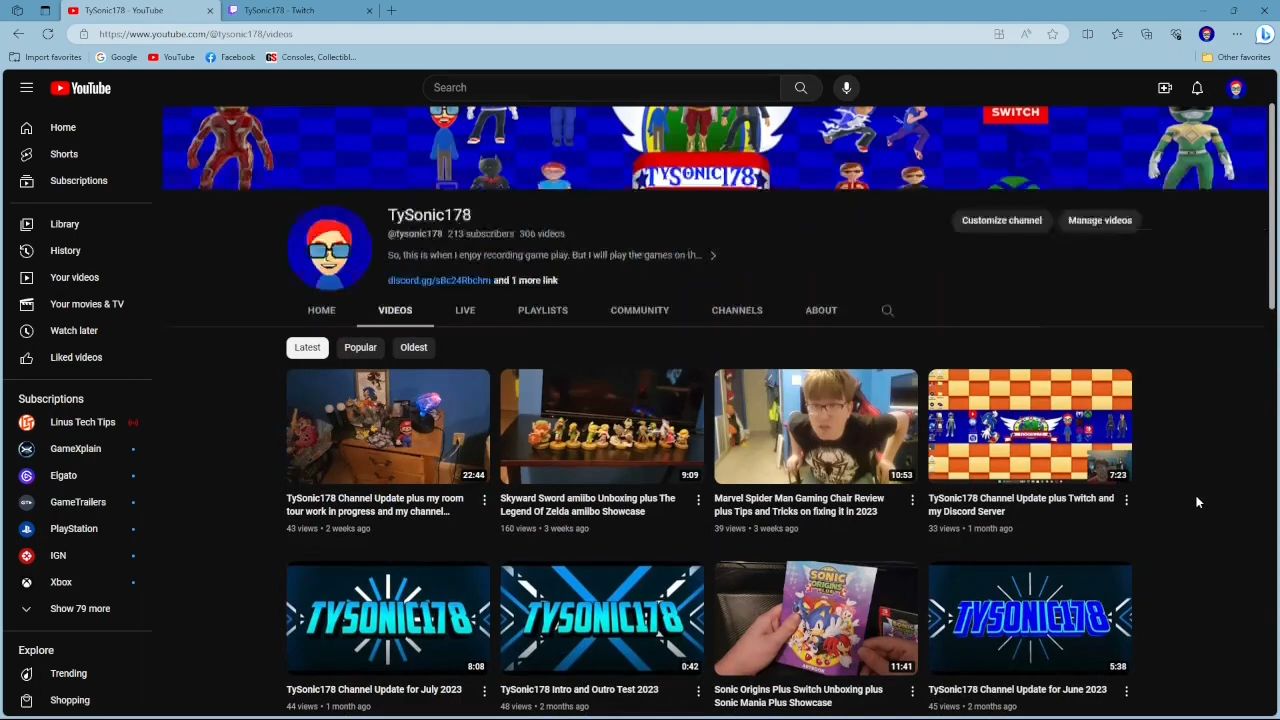 TySonic178 - YouTube
TySonic178 - Twitch
https://www.youtube.com/@tysonic178/videos
Import favorites
Google
YouTube
Facebook
Consoles, Collectibl...
Other favorites
YouTube
Search
SWITCH
TYSONIC178
Home
Shorts
Subscriptions
Library
History
Your videos
Your movies & TV
Watch later
Liked videos
Subscriptions
Linus Tech Tips
GameXplain
Elgato
GameTrailers
PlayStation
IGN
Xbox
Show 79 more
Explore
Trending
Shopping
TySonic178
@tysonic178 213 subscribers 306 videos
So, this is when I enjoy recording game play. But I will play the games on th...
discord.gg/sBc24Rbchm and 1 more link
Customize channel
Manage videos
HOME
VIDEOS
LIVE
PLAYLISTS
COMMUNITY
CHANNELS
ABOUT
Latest
Popular
Oldest
22:44
TySonic178 Channel Update plus my room
tour work in progress and my channel...
43 views • 2 weeks ago
9:09
Skyward Sword amiibo Unboxing plus The
Legend Of Zelda amiibo Showcase
160 views • 3 weeks ago
10:53
Marvel Spider Man Gaming Chair Review
plus Tips and Tricks on fixing it in 2023
39 views • 3 weeks ago
7:23
TySonic178 Channel Update plus Twitch and
my Discord Server
33 views • 1 month ago
TYSONIC178
8:08
TySonic178 Channel Update for July 2023
44 views • 1 month ago
TYSONIC178
0:42
TySonic178 Intro and Outro Test 2023
48 views • 2 months ago
SONIC
ORIGINS
PLUS
ARTBOOK
11:41
Sonic Origins Plus Switch Unboxing plus
Sonic Mania Plus Showcase
TYSONIC178
5:38
TySonic178 Channel Update for June 2023
45 views • 2 months ago